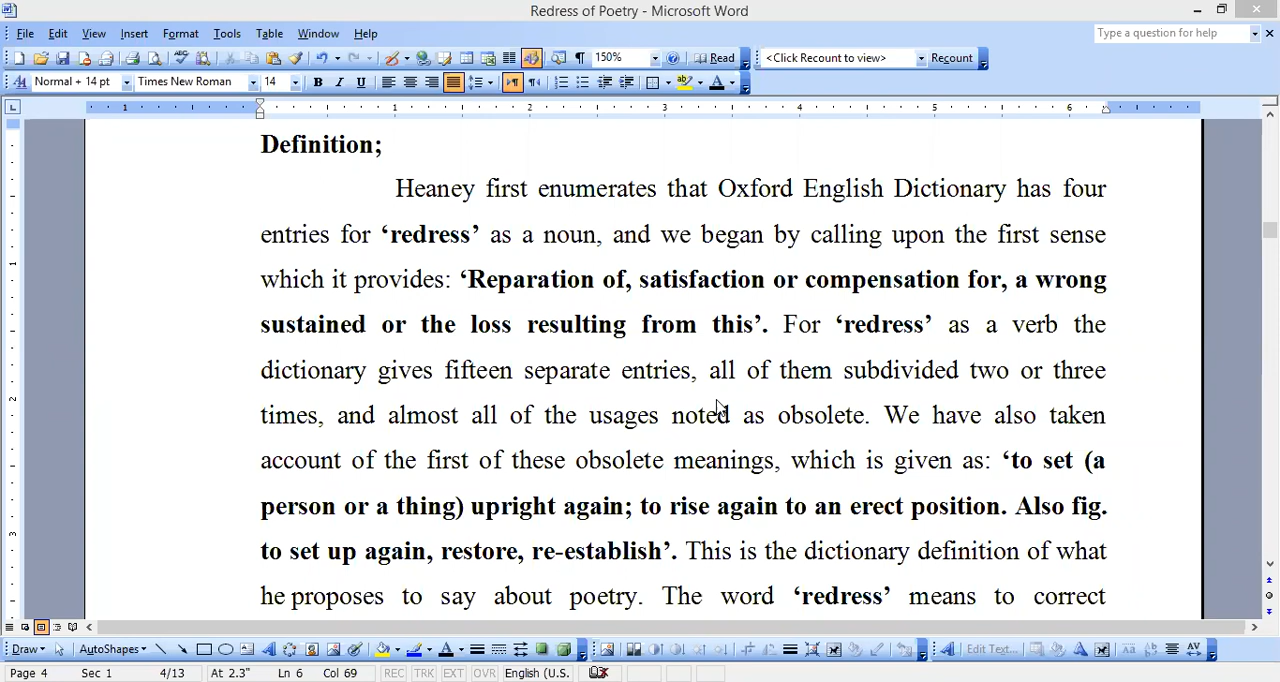 Redress of Poetry - Microsoft Word
File Edit View Insert Format Tools Table Window Help
Type a question for help
150%
Read
<Click Recount to view>
Recount
Normal + 14 pt
Times New Roman
14
B I U
1 1 2 3 4 5 6
Definition;
Heaney first enumerates that Oxford English Dictionary has four
entries for ‘redress’ as a noun, and we began by calling upon the first sense
which it provides: ‘Reparation of, satisfaction or compensation for, a wrong
sustained or the loss resulting from this’. For ‘redress’ as a verb the
dictionary gives fifteen separate entries, all of them subdivided two or three
times, and almost all of the usages noted as obsolete. We have also taken
account of the first of these obsolete meanings, which is given as: ‘to set (a
person or a thing) upright again; to rise again to an erect position. Also fig.
to set up again, restore, re-establish’. This is the dictionary definition of what
he proposes to say about poetry. The word ‘redress’ means to correct
Draw AutoShapes
Edit Text...
Page 4 Sec 1 4/13 At 2.3" Ln 6 Col 69 REC TRK EXT OVR English (U.S.